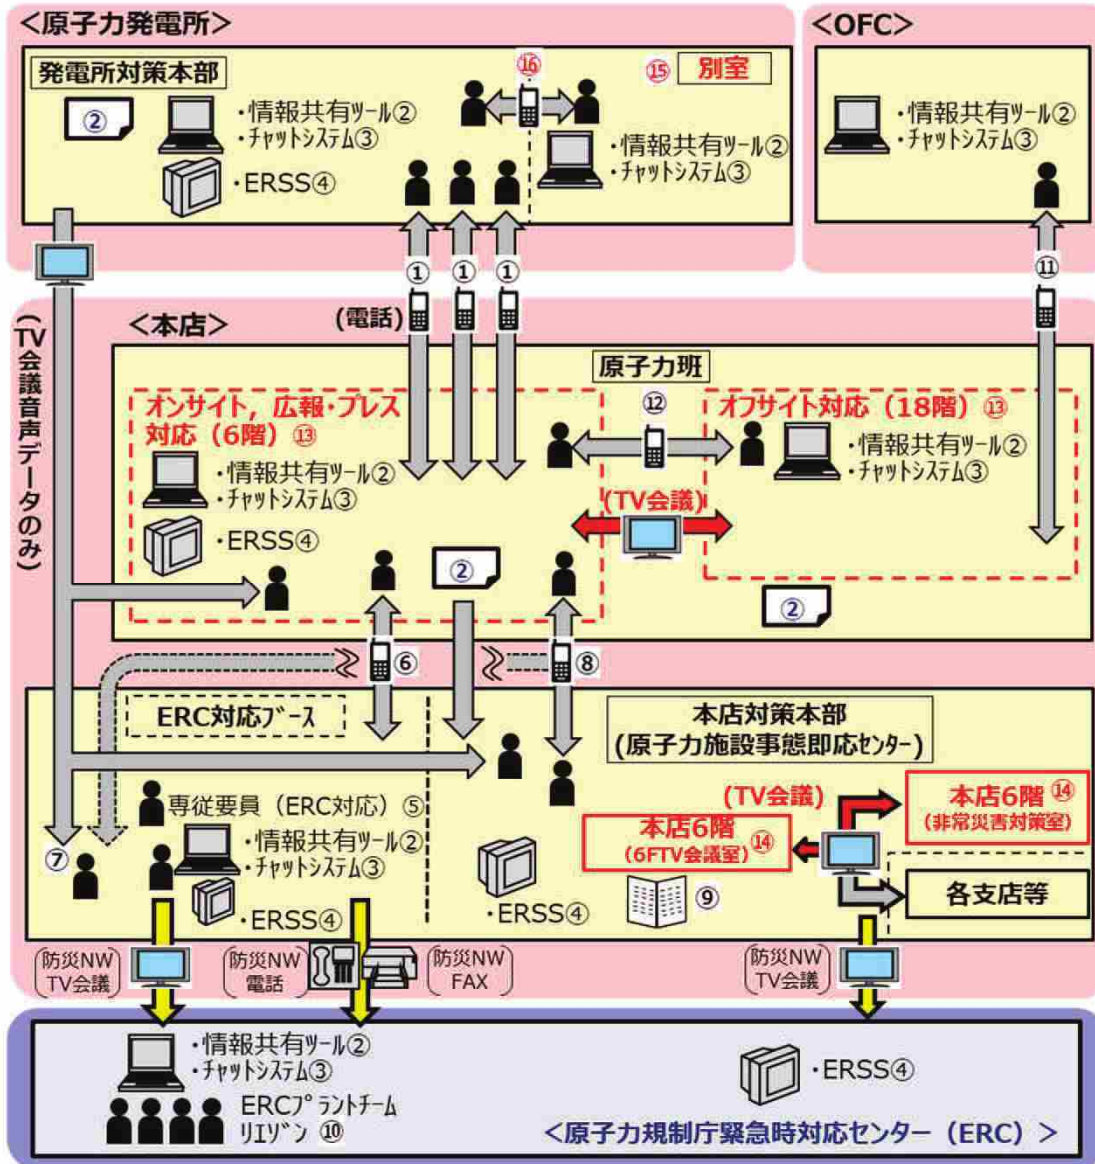 <原子力発電所>
発電所対策本部
②
・情報共有ツール②
・チャットシステム③
・ERSS④
⑯
⑮ 別室
・情報共有ツール②
・チャットシステム③
<OFC>
・情報共有ツール②
・チャットシステム③
① ① ①
⑪
(電話)
(TV会議音声データのみ)
<本店>
原子力班
オンサイト，広報・プレス
対応（6階）⑬
・情報共有ツール②
・チャットシステム③
・ERSS④
⑫
(TV会議)
オフサイト対応（18階）⑬
・情報共有ツール②
・チャットシステム③
②
②
⑥
⑧
ERC対応ブース
専従要員（ERC対応）⑤
・情報共有ツール②
・チャットシステム③
・ERSS④
⑦
本店対策本部
(原子力施設事態即応センター)
・ERSS④
(TV会議)
本店6階 ⑭
(6FTV会議室)
本店6階 ⑭
(非常災害対策室)
⑨
各支店等
防災NW
TV会議
防災NW
電話
防災NW
FAX
防災NW
TV会議
・情報共有ツール②
・チャットシステム③
ERCプラントチーム
リエゾン ⑩
・ERSS④
<原子力規制庁緊急時対応センター（ERC）>